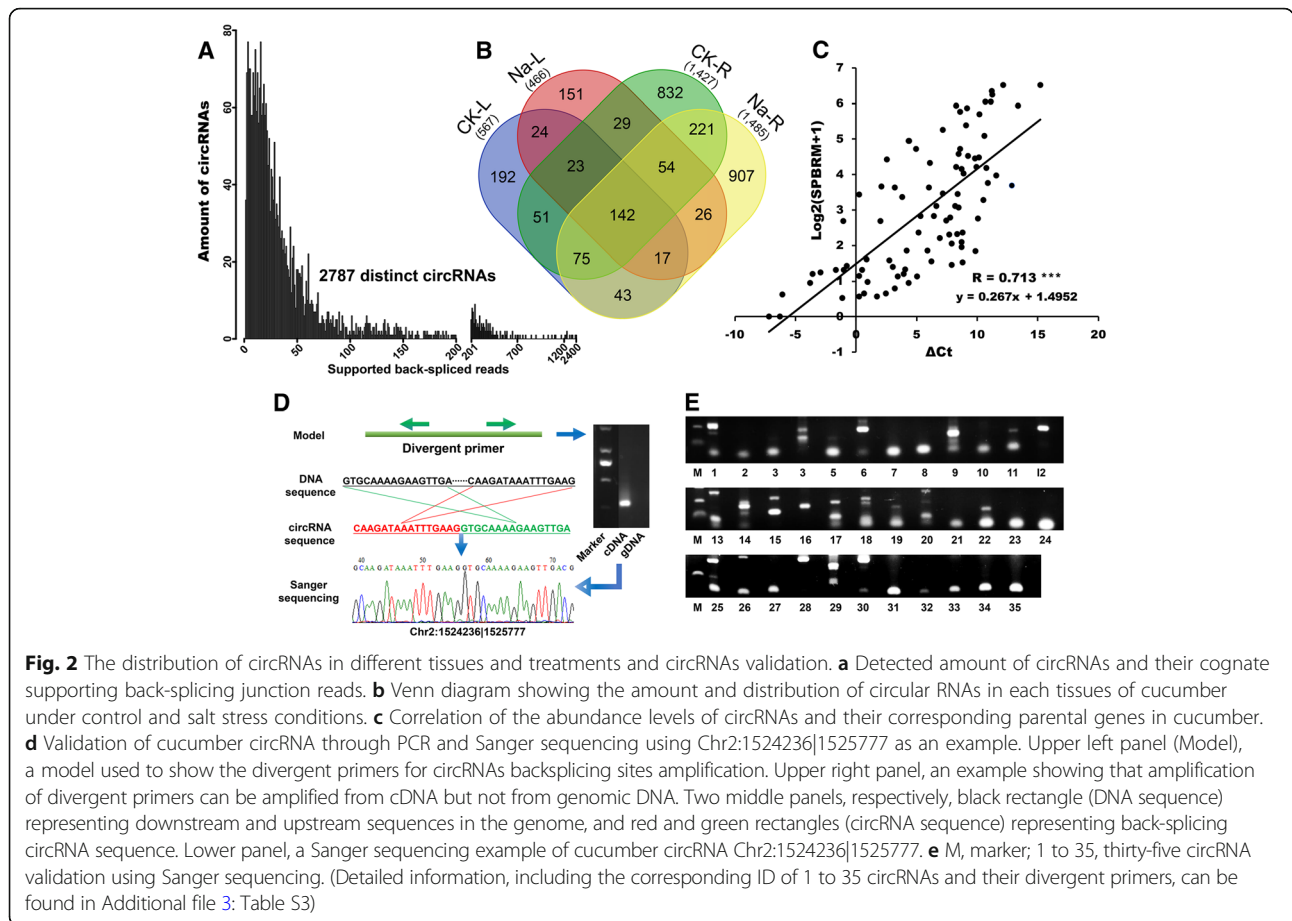 A
80
60
40
20
0
Amount of circRNAs
2787 distinct circRNAs
0 50 100 150 200 201 700 1200 2400
Supported back-spliced reads
B
CK-L
(567)
Na-L
(466)
CK-R
(1,427)
Na-R
(1,485)
151 832
24 29 221
192 23 54 907
51 142 26
75 17
43
C
7
6
5
4
3
2
1
0
-1
Log2(SPBRM+1)
R = 0.713 ***
y = 0.267x + 1.4952
-10 -5 0 5 10 15 20
ΔCt
D
Model
Divergent primer
DNA
sequence
GTGCAAAAGAAGTTGA······CAAGATAAATTTGAAG
circRNA
sequence
CAAGATAAATTTGAAGGTGCAAAAGAAGTTGA
40 50 60 70
GCAAGATAAATTTGAAGGTGCAAAAGAAGTTGACG
Sanger
sequencing
Chr2:1524236|1525777
Marker
cDNA
gDNA
E
M 1 2 3 3 5 6 7 8 9 10 11 I2
M 13 14 15 16 17 18 19 20 21 22 23 24
M 25 26 27 28 29 30 31 32 33 34 35
Fig. 2 The distribution of circRNAs in different tissues and treatments and circRNAs validation. a Detected amount of circRNAs and their cognate
supporting back-splicing junction reads. b Venn diagram showing the amount and distribution of circular RNAs in each tissues of cucumber
under control and salt stress conditions. c Correlation of the abundance levels of circRNAs and their corresponding parental genes in cucumber.
d Validation of cucumber circRNA through PCR and Sanger sequencing using Chr2:1524236|1525777 as an example. Upper left panel (Model),
a model used to show the divergent primers for circRNAs backsplicing sites amplification. Upper right panel, an example showing that amplification
of divergent primers can be amplified from cDNA but not from genomic DNA. Two middle panels, respectively, black rectangle (DNA sequence)
representing downstream and upstream sequences in the genome, and red and green rectangles (circRNA sequence) representing back-splicing
circRNA sequence. Lower panel, a Sanger sequencing example of cucumber circRNA Chr2:1524236|1525777. e M, marker; 1 to 35, thirty-five circRNA
validation using Sanger sequencing. (Detailed information, including the corresponding ID of 1 to 35 circRNAs and their divergent primers, can be
found in Additional file 3: Table S3)